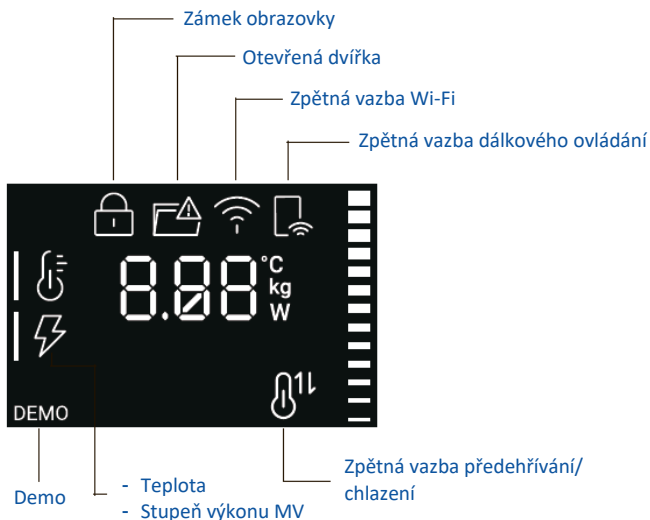 Zámek obrazovky
Otevřená dvířka
Zpětná vazba Wi-Fi
Zpětná vazba dálkového ovládání
8.88 °C
kg
W
DEMO
Demo
- Teplota
- Stupeň výkonu MV
Zpětná vazba předehřívání/
chlazení